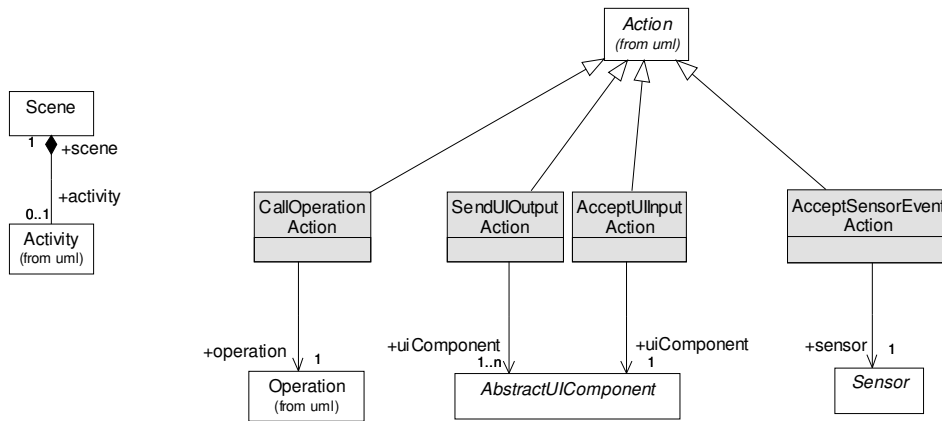 Action
(from uml)
Scene
1
+scene
+activity
0..1
Activity
(from uml)
CallOperation
Action
SendUIOutput
Action
AcceptUIInput
Action
AcceptSensorEvent
Action
+operation
1
+uiComponent
1..n
+uiComponent
1
+sensor
1
Operation
(from uml)
AbstractUIComponent
Sensor